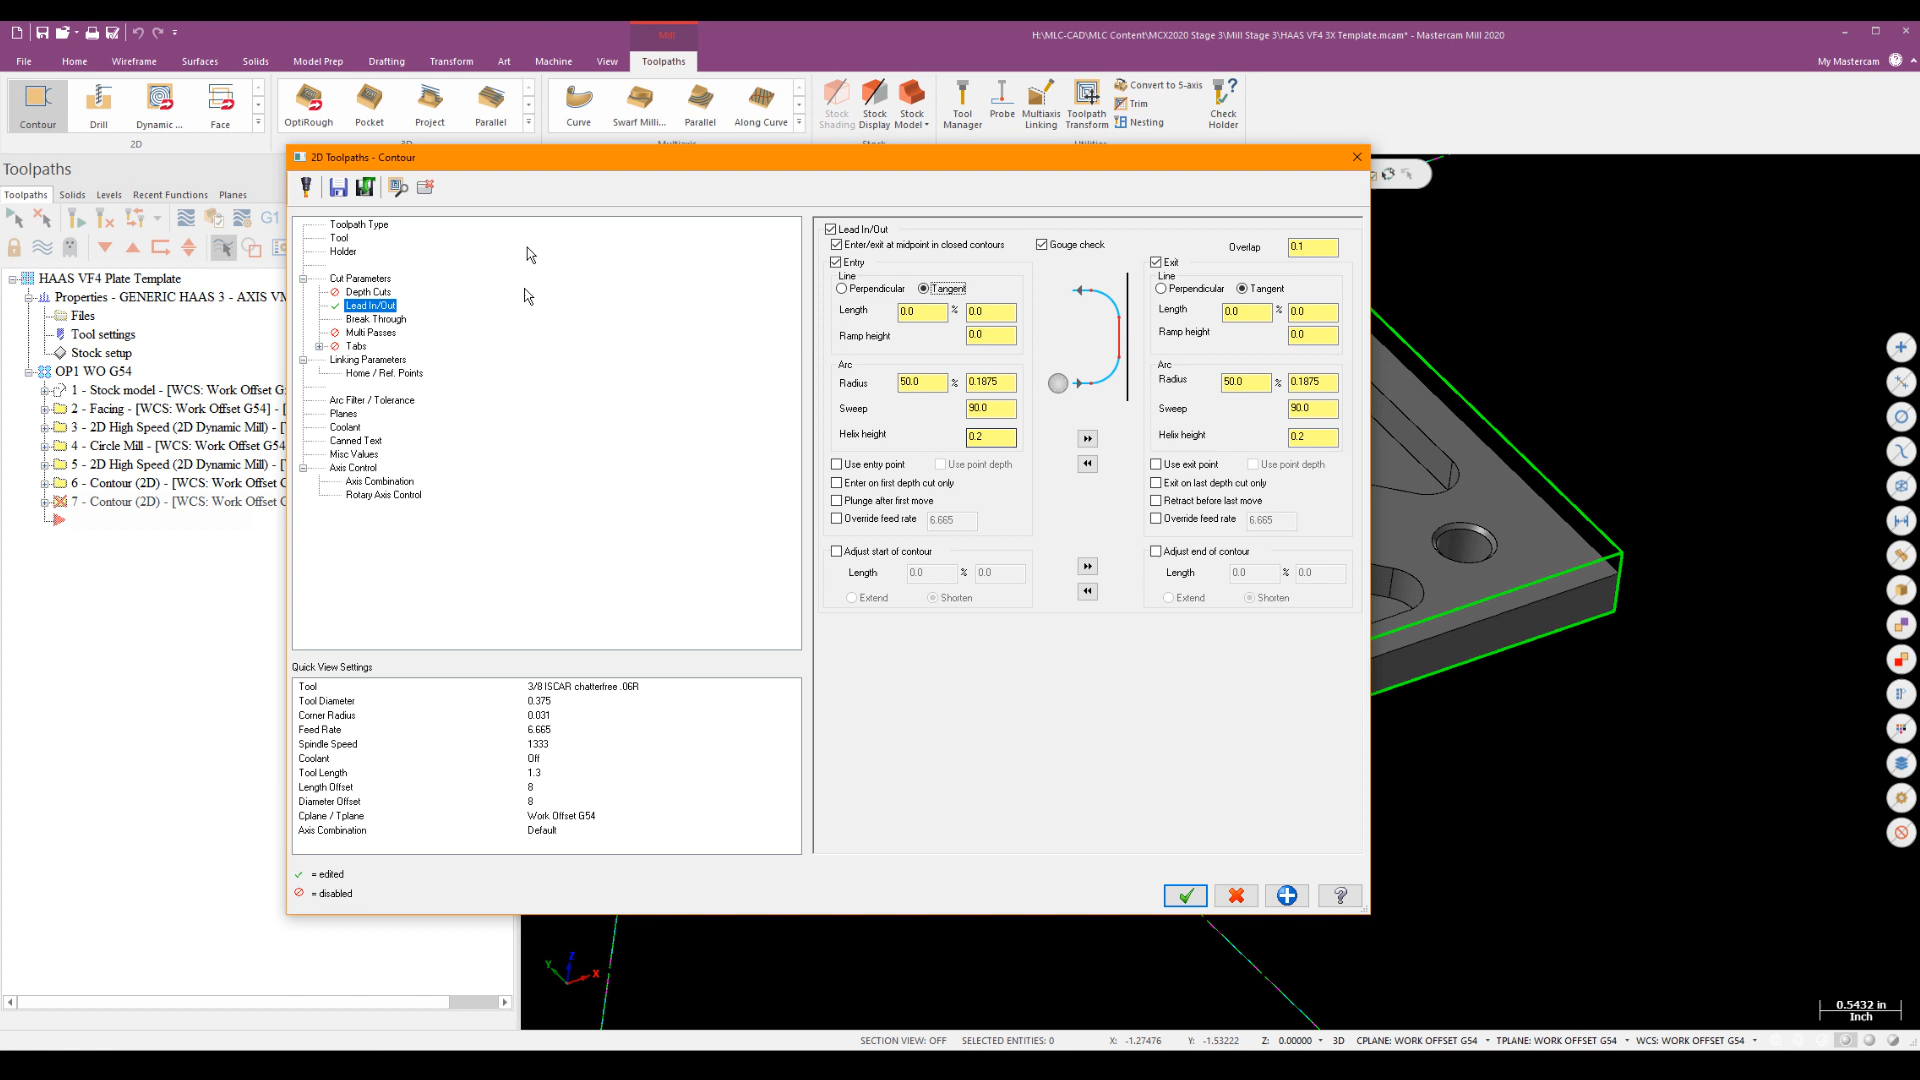 Mill
H:\MLC-CAD\MLC Content\MCX2020 Stage 3\Mill Stage 3\HAAS VF4 3X Template.mcam* - Mastercam Mill 2020
File Home Wireframe Surfaces Solids Model Prep Drafting Transform Art Machine View Toolpaths My Mastercam
Contour Drill Dynamic ... Face OptiRough Pocket Project Parallel Curve Swarf Milli... Parallel Along Curve Stock Shading Stock Display Stock Model Tool Manager Probe Multiaxis Linking Toolpath Transform Convert to 5-axis Trim Nesting Check Holder
2D
Toolpaths
Toolpaths Solids Levels Recent Functions Planes
G1
HAAS VF4 Plate Template
Properties - GENERIC HAAS 3 - AXIS VM
Files
Tool settings
Stock setup
OP1 WO G54
1 - Stock model - [WCS: Work Offset G
2 - Facing - [WCS: Work Offset G54] - [
3 - 2D High Speed (2D Dynamic Mill) - [
4 - Circle Mill - [WCS: Work Offset G54
5 - 2D High Speed (2D Dynamic Mill) - [
6 - Contour (2D) - [WCS: Work Offset G
7 - Contour (2D) - [WCS: Work Offset G
2D Toolpaths - Contour
Toolpath Type
Tool
Holder
Cut Parameters
Depth Cuts
Lead In/Out
Break Through
Multi Passes
Tabs
Linking Parameters
Home / Ref. Points
Arc Filter / Tolerance
Planes
Coolant
Canned Text
Misc Values
Axis Control
Axis Combination
Rotary Axis Control
Quick View Settings
Tool 3/8 ISCAR chatterfree .06R
Tool Diameter 0.375
Corner Radius 0.031
Feed Rate 6.665
Spindle Speed 1333
Coolant Off
Tool Length 1.3
Length Offset 8
Diameter Offset 8
Cplane / Tplane Work Offset G54
Axis Combination Default
= edited
= disabled
Lead In/Out
Enter/exit at midpoint in closed contours Gouge check Overlap 0.1
Entry
Line
Perpendicular Tangent
Length 0.0 % 0.0
Ramp height 0.0
Arc
Radius 50.0 % 0.1875
Sweep 90.0
Helix height 0.2
Use entry point Use point depth
Enter on first depth cut only
Plunge after first move
Override feed rate 6.665
Adjust start of contour
Length 0.0 % 0.0
Extend Shorten
Exit
Line
Perpendicular Tangent
Length 0.0 % 0.0
Ramp height 0.0
Arc
Radius 50.0 % 0.1875
Sweep 90.0
Helix height 0.2
Use exit point Use point depth
Exit on last depth cut only
Retract before last move
Override feed rate 6.665
Adjust end of contour
Length 0.0 % 0.0
Extend Shorten
Z
Y
X
0.5432 in
Inch
SECTION VIEW: OFF SELECTED ENTITIES: 0 X: -1.27476 Y: -1.53222 Z: 0.00000 3D CPLANE: WORK OFFSET G54 TPLANE: WORK OFFSET G54 WCS: WORK OFFSET G54